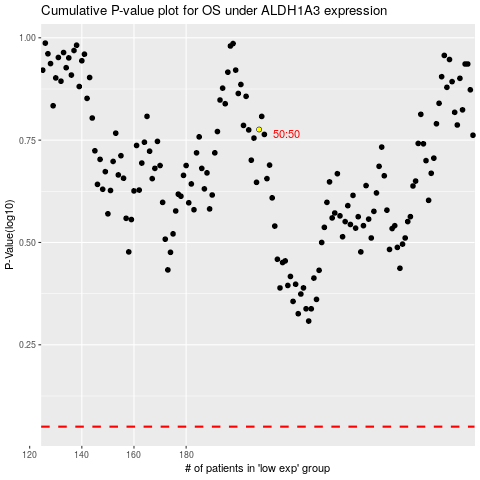 Cumulative P-value plot for OS under ALDH1A3 expression
P-Value(log10)
1.00
0.75
0.50
0.25
50:50
120 140 160 180
# of patients in 'low exp' group